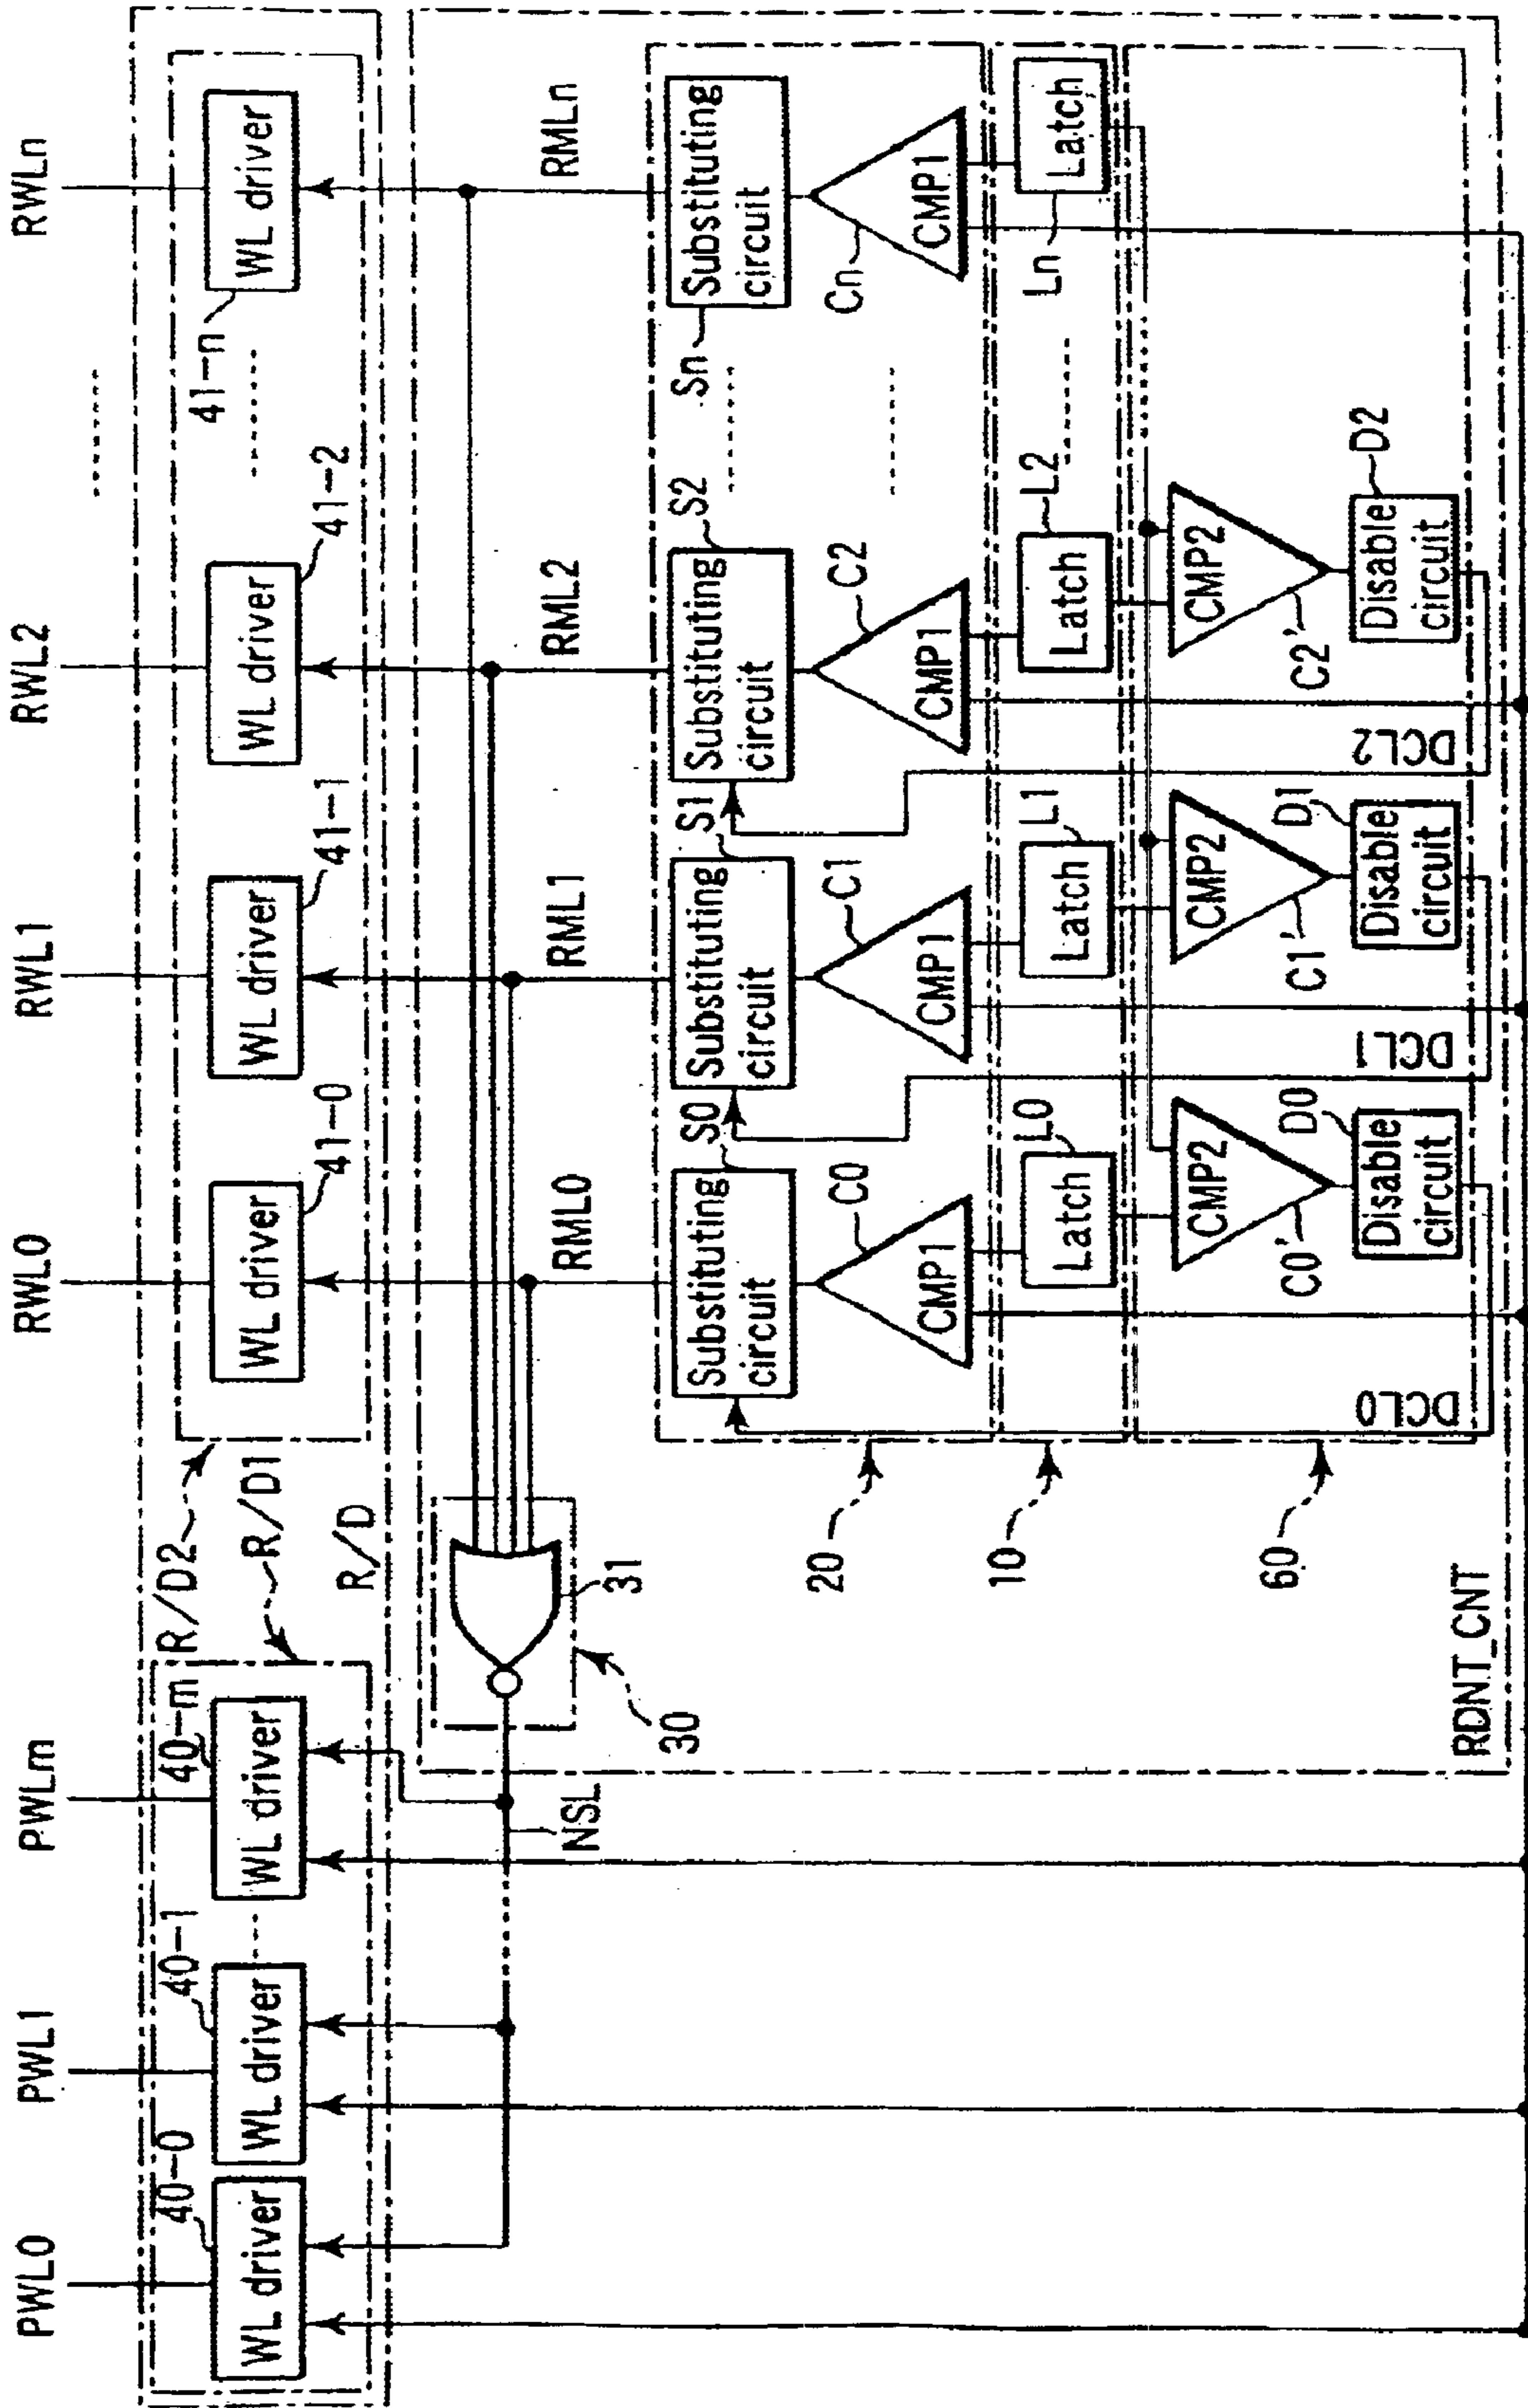 PWL0
PWL1
PWLm
RWL0
RWL1
RWL2
RWLn
40-0
40-1
40-m
R/D2
R/D1
R/D
41-0
41-1
41-2
41-n
WL driver
WL driver
WL driver
WL driver
WL driver
WL driver
WL driver
NSL
30
31
RML0
RML1
RML2
RMLn
S0
S1
S2
Sn
Substituting
circuit
Substituting
circuit
Substituting
circuit
Substituting
circuit
20
C0
C1
C2
Cn
CMP1
CMP1
CMP1
CMP1
10
L0
L1
L2
Ln
Latch
Latch
Latch
Latch
60
CMP2
CMP2
CMP2
C0'
C1'
C2'
D0
D1
D2
Disable
circuit
Disable
circuit
Disable
circuit
DCL0
DCL1
DCL2
RDNT_CNT